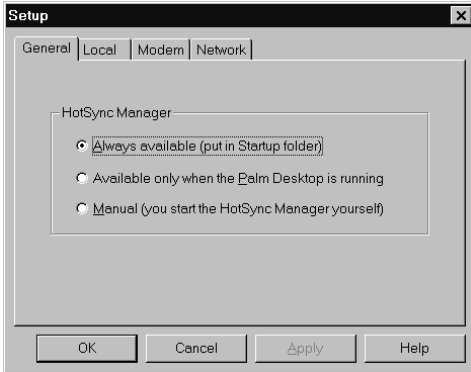 Setup
General Local Modem Network
HotSync Manager
Always available (put in Startup folder)
Available only when the Palm Desktop is running
Manual (you start the HotSync Manager yourself)
OK Cancel Apply Help